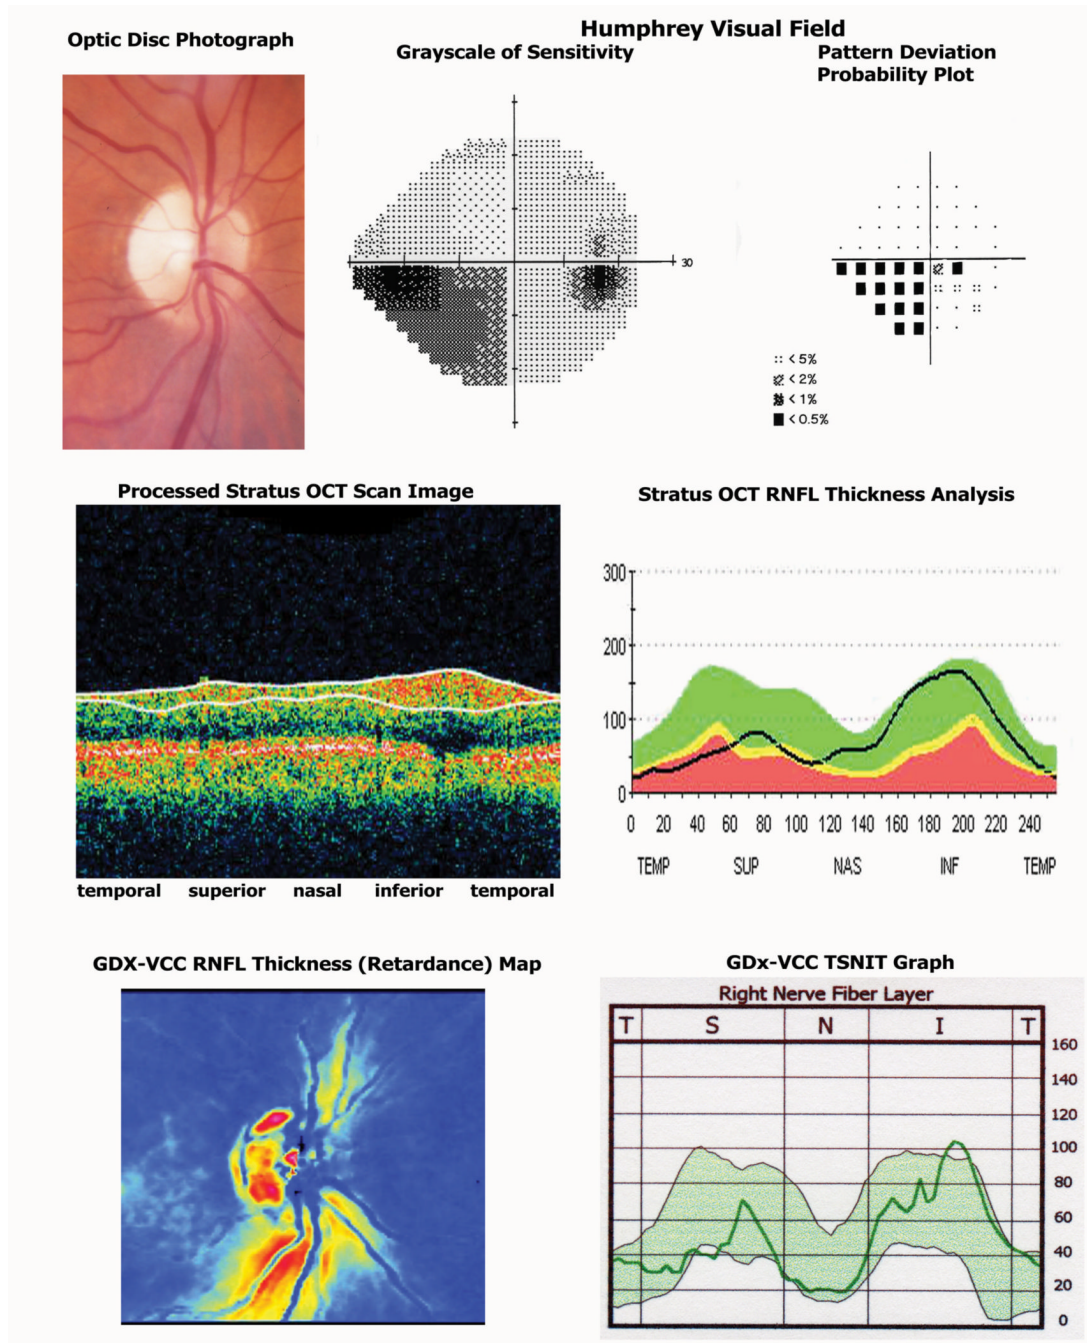 Humphrey Visual Field
Optic Disc Photograph
Grayscale of Sensitivity
Pattern Deviation
Probability Plot
30
:: < 5%
< 2%
< 1%
■ < 0.5%
Processed Stratus OCT Scan Image
temporal superior nasal inferior temporal
Stratus OCT RNFL Thickness Analysis
300
200
100
0
0 20 40 60 80 100 120 140 160 180 200 220 240
TEMP SUP NAS INF TEMP
GDX-VCC RNFL Thickness (Retardance) Map
GDx-VCC TSNIT Graph
Right Nerve Fiber Layer
T S N I T
160
140
120
100
80
60
40
20
0